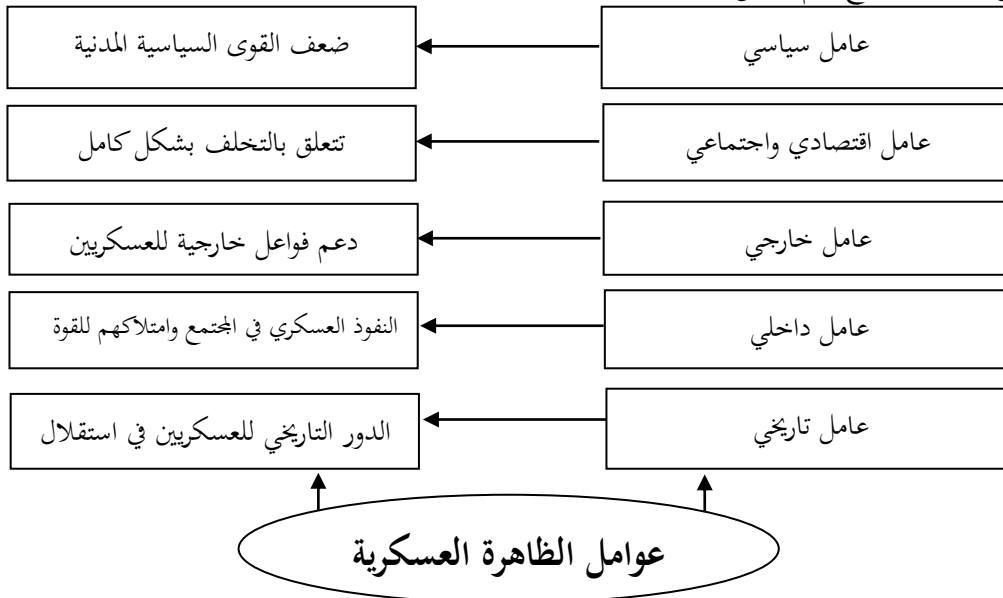 عامل سياسي
ضعف القوى السياسية المدنية
عامل اقتصادي واجتماعي
تتعلق بالتخلف بشكل كامل
عامل خارجي
دعم فواعل خارجية للعسكريين
عامل داخلي
النفوذ العسكري في المجتمع وامتلاكهم للقوة
عامل تاريخي
الدور التاريخي للعسكريين في استقلال
عوامل الظاهرة العسكرية